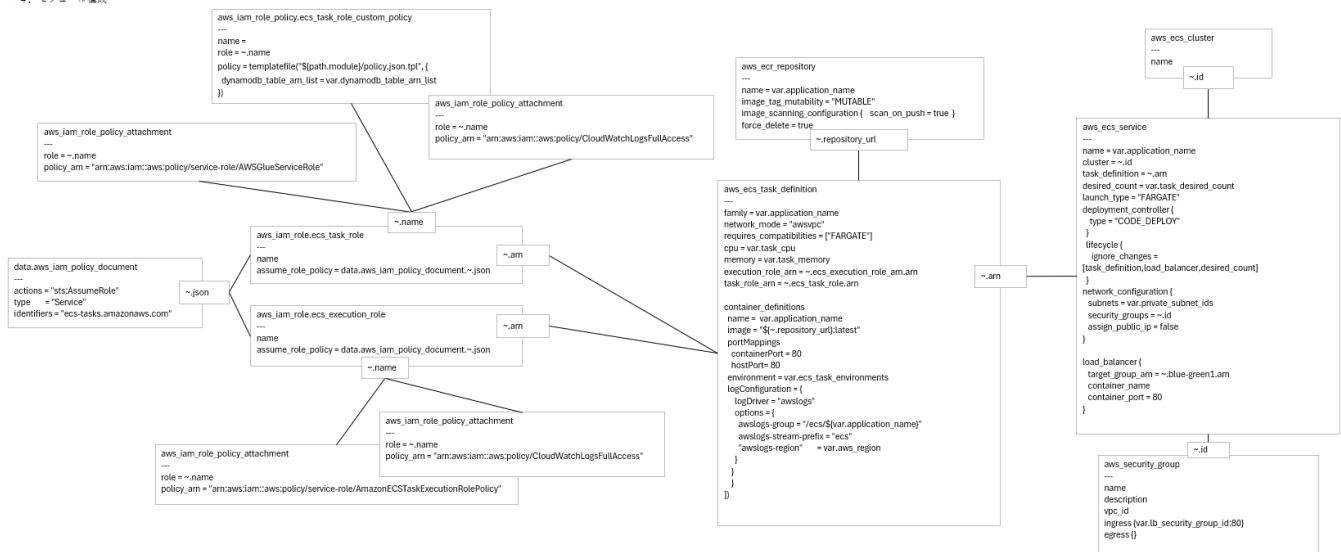 aws_iam_role_policy.ecs_task_role_custom_policy
---
name =
role = ~.name
policy = templatefile("${path.module}/policy.json.tpl", {
dynamodb_table_arn_list = var.dynamodb_table_arn_list
})
aws_iam_role_policy_attachment
---
role = ~.name
policy_arn = "arn:aws:iam::aws:policy/CloudWatchLogsFullAccess"
aws_iam_role_policy_attachment
---
role = ~.name
policy_arn = "arn:aws:iam::aws:policy/service-role/AWSGlueServiceRole"
~.name
aws_iam_role.ecs_task_role
---
name
assume_role_policy = data.aws_iam_policy_document.~.json
~.arn
data.aws_iam_policy_document
---
actions = "sts:AssumeRole"
type = "Service"
identifiers = "ecs-tasks.amazonaws.com"
~.json
aws_iam_role.ecs_execution_role
---
name
assume_role_policy = data.aws_iam_policy_document.~.json
~.arn
~.name
aws_iam_role_policy_attachment
---
role = ~.name
policy_arn = "arn:aws:iam::aws:policy/CloudWatchLogsFullAccess"
aws_iam_role_policy_attachment
---
role = ~.name
policy_arn = "arn:aws:iam::aws:policy/service-role/AmazonECSTaskExecutionRolePolicy"
aws_ecr_repository
---
name = var.application_name
image_tag_mutability = "MUTABLE"
image_scanning_configuration { scan_on_push = true }
force_delete = true
~.repository_url
aws_ecs_task_definition
---
family = var.application_name
network_mode = "awsvpc"
requires_compatibilities = ["FARGATE"]
cpu = var.task_cpu
memory = var.task_memory
execution_role_arn = ~.ecs_execution_role_arn.arn
task_role_arn = ~.ecs_task_role.arn
container_definitions
name = var.application_name
image = "${~.repository_url}:latest"
portMappings
containerPort = 80
hostPort= 80
environment = var.ecs_task_environments
logConfiguration = {
logDriver = "awslogs"
options = {
awslogs-group = "/ecs/${var.application_name}"
awslogs-stream-prefix = "ecs"
"awslogs-region" = var.aws_region
}
}
}
])
~.arn
aws_ecs_cluster
---
name
~.id
aws_ecs_service
---
name = var.application_name
cluster = ~.id
task_definition = ~.arn
desired_count = var.task_desired_count
launch_type = "FARGATE"
deployment_controller {
type = "CODE_DEPLOY"
}
lifecycle {
ignore_changes =
[task_definition,load_balancer,desired_count]
}
network_configuration {
subnets = var.private_subnet_ids
security_groups = ~.id
assign_public_ip = false
}
load_balancer {
target_group_arn = ~.blue-green1.arn
container_name
container_port = 80
}
~.id
aws_security_group
---
name
description
vpc_id
ingress {var.lb_security_group_id:80}
egress {}